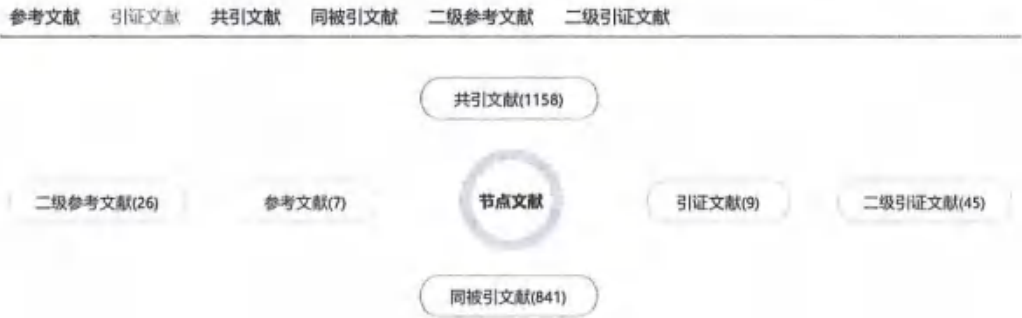 参考文献 引证文献 共引文献 同被引文献 二级参考文献 二级引证文献
共引文献(1158)
二级参考文献(26) 参考文献(7) 节点文献 引证文献(9) 二级引证文献(45)
同被引文献(841)